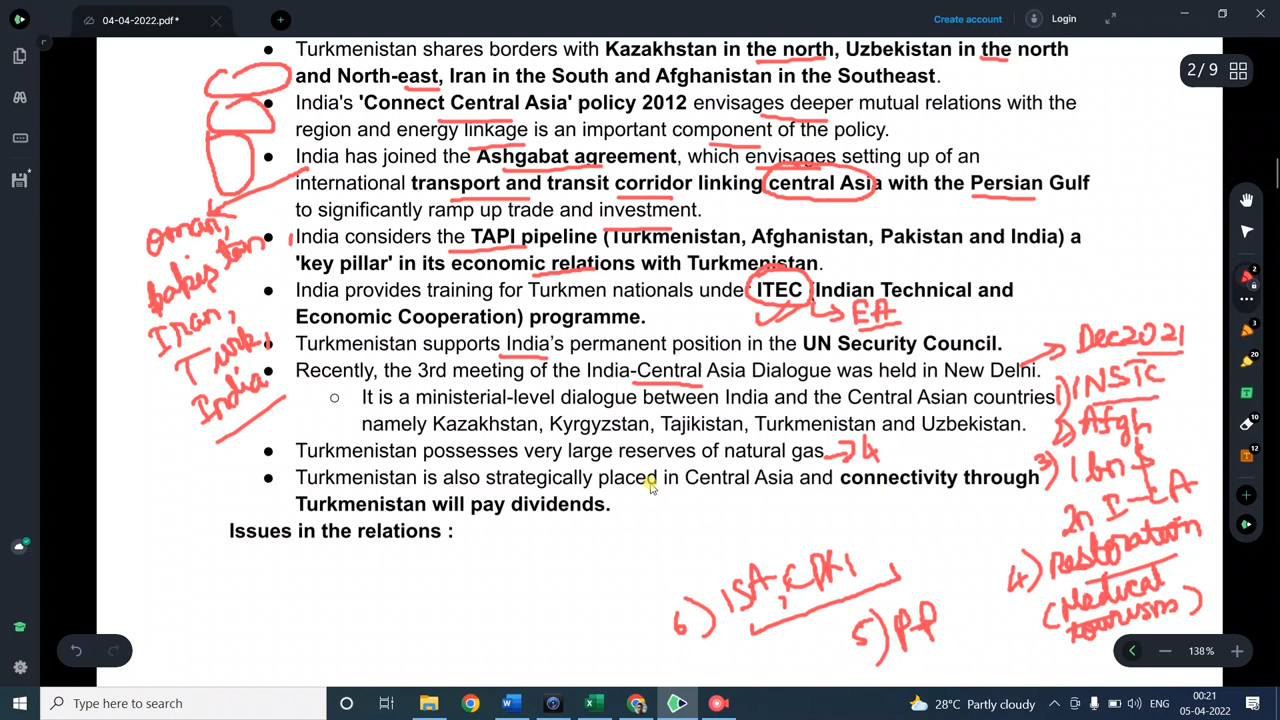 04-04-2022.pdf*
Create account
Login
2/9
Turkmenistan shares borders with Kazakhstan in the north, Uzbekistan in the north
and North-east, Iran in the South and Afghanistan in the Southeast.
India's 'Connect Central Asia' policy 2012 envisages deeper mutual relations with the
region and energy linkage is an important component of the policy.
India has joined the Ashgabat agreement, which envisages setting up of an
international transport and transit corridor linking central Asia with the Persian Gulf
to significantly ramp up trade and investment.
India considers the TAPI pipeline (Turkmenistan, Afghanistan, Pakistan and India) a
'key pillar' in its economic relations with Turkmenistan.
India provides training for Turkmen nationals under ITEC (Indian Technical and
Economic Cooperation) programme.
EA
Turkmenistan supports India's permanent position in the UN Security Council.
Recently, the 3rd meeting of the India-Central Asia Dialogue was held in New Delhi.
It is a ministerial-level dialogue between India and the Central Asian countries
namely Kazakhstan, Kyrgyzstan, Tajikistan, Turkmenistan and Uzbekistan.
Turkmenistan possesses very large reserves of natural gas
4
Turkmenistan is also strategically placed in Central Asia and connectivity through
Turkmenistan will pay dividends.
Issues in the relations :
Oman,
Iran,
Turk,
India
Dec 2021
1) INSTC
2) Afgh
3) 1 bn $
In I-CA
4) Restoration
(Medical
tourism)
5) PP
6) ISA, CDRI
138%
Type here to search
28°C Partly cloudy
ENG
00:21
05-04-2022